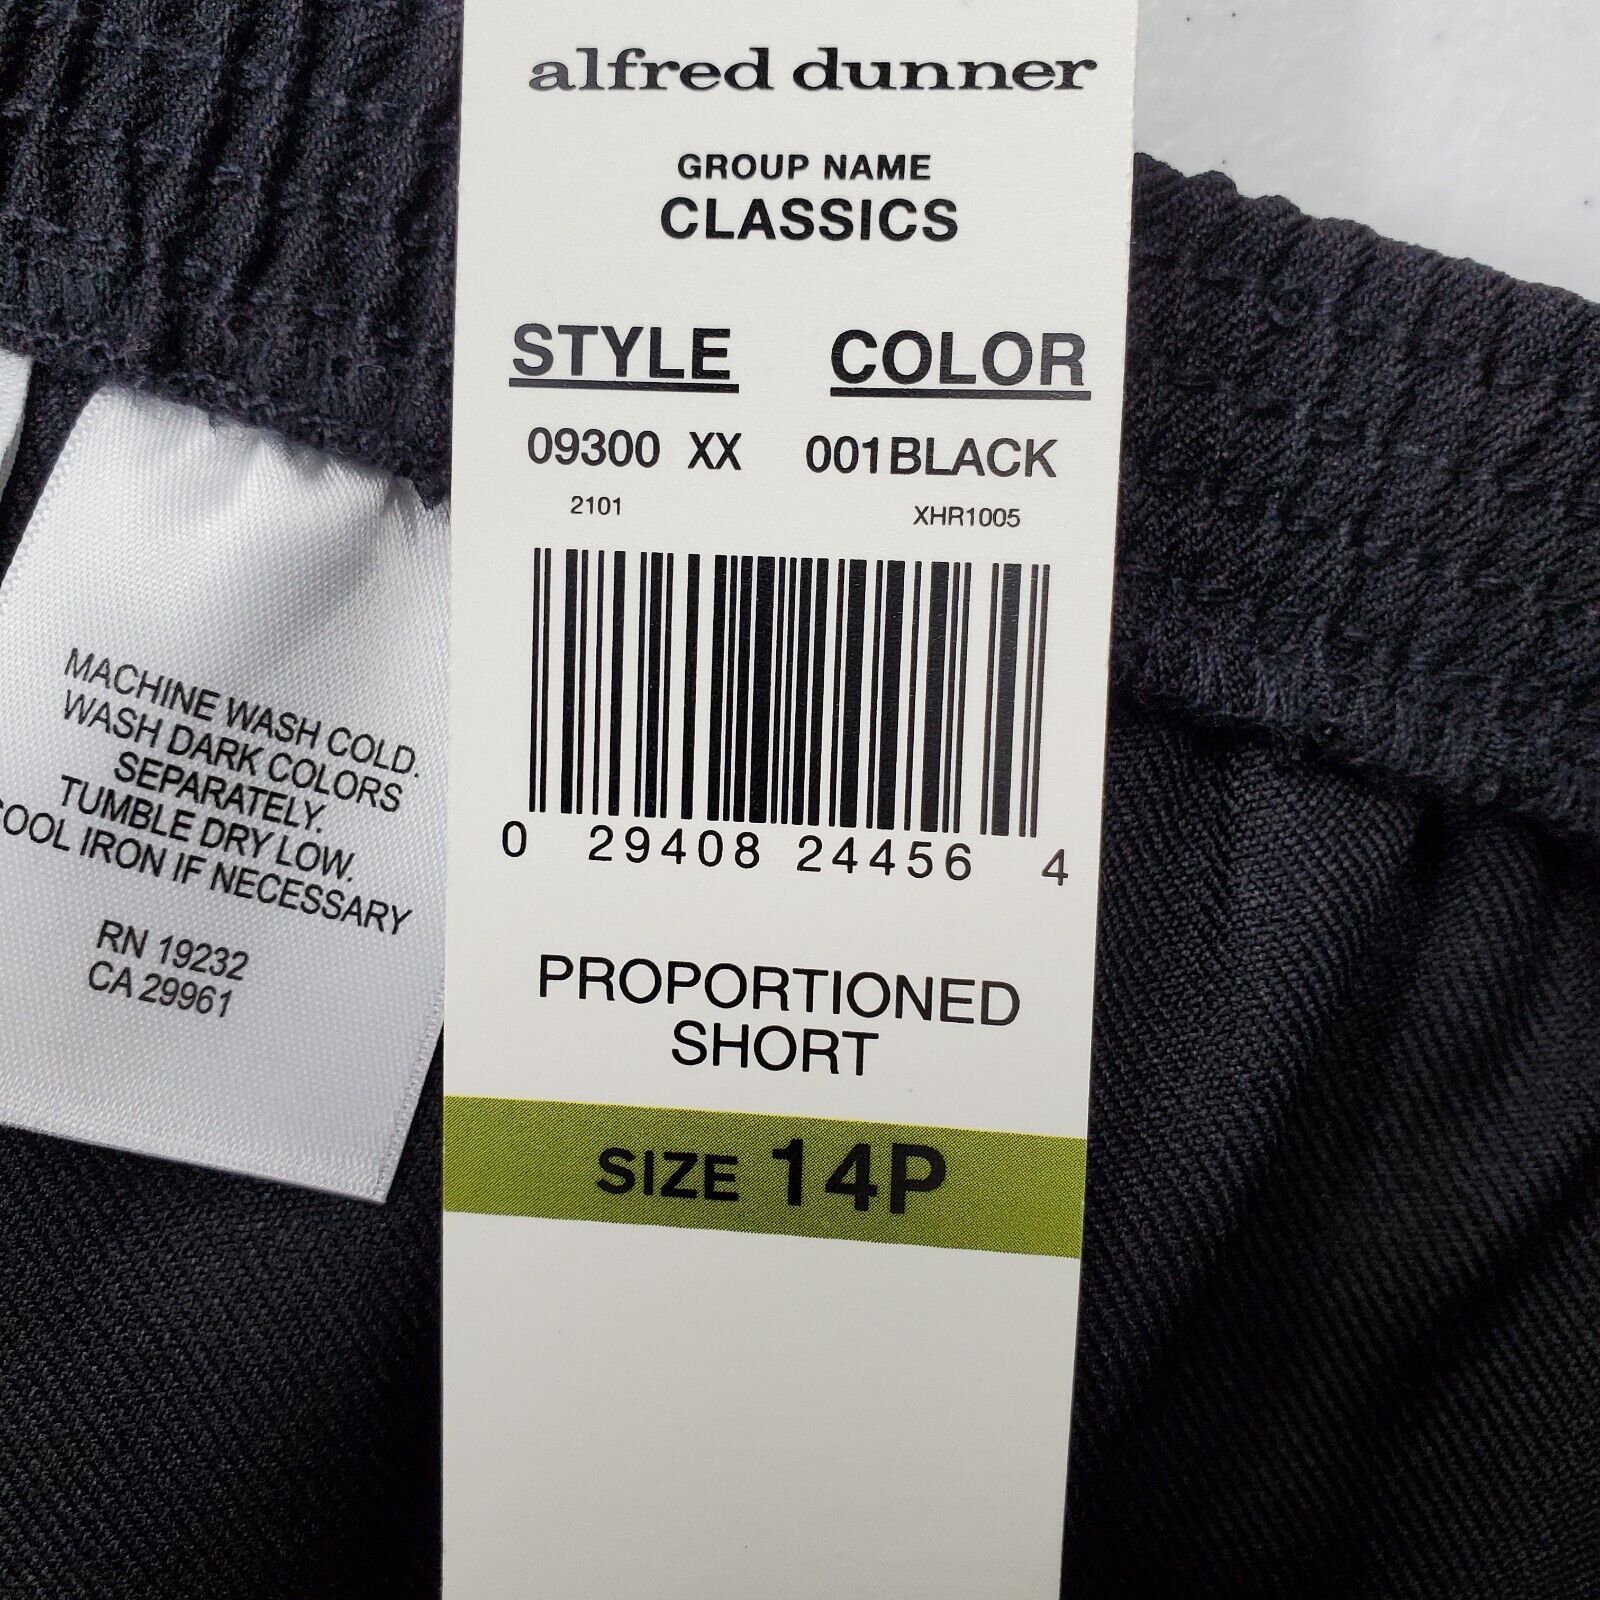 alfred dunner
GROUP NAME
CLASSICS
STYLE COLOR
09300 XX 001BLACK
2101 XHR1005
0 29408 24456 4
PROPORTIONED
SHORT
SIZE 14P
MACHINE WASH COLD.
WASH DARK COLORS
SEPARATELY.
TUMBLE DRY LOW.
COOL IRON IF NECESSARY
RN 19232
CA 29961